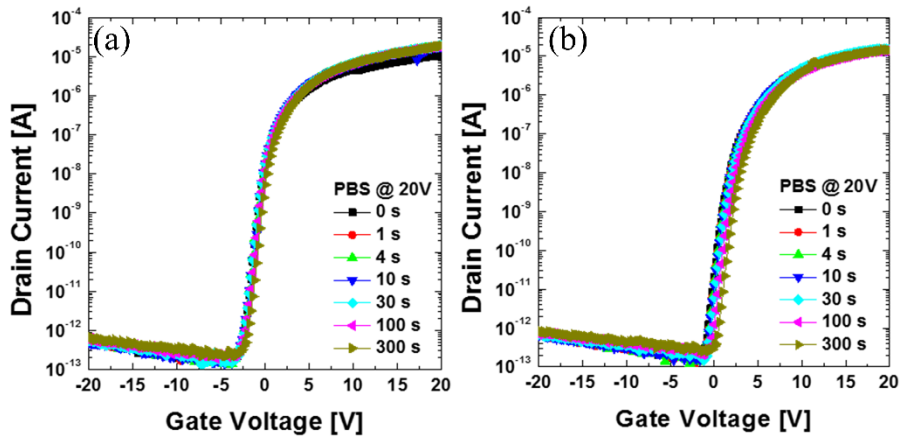 (a)
Drain Current [A]
10⁻⁴
10⁻⁵
10⁻⁶
10⁻⁷
10⁻⁸
10⁻⁹
10⁻¹⁰
10⁻¹¹
10⁻¹²
10⁻¹³
PBS @ 20V
0 s
1 s
4 s
10 s
30 s
100 s
300 s
-20 -15 -10 -5 0 5 10 15 20
Gate Voltage [V]
(b)
Drain Current [A]
10⁻⁴
10⁻⁵
10⁻⁶
10⁻⁷
10⁻⁸
10⁻⁹
10⁻¹⁰
10⁻¹¹
10⁻¹²
10⁻¹³
PBS @ 20V
0 s
1 s
4 s
10 s
30 s
100 s
300 s
-20 -15 -10 -5 0 5 10 15 20
Gate Voltage [V]